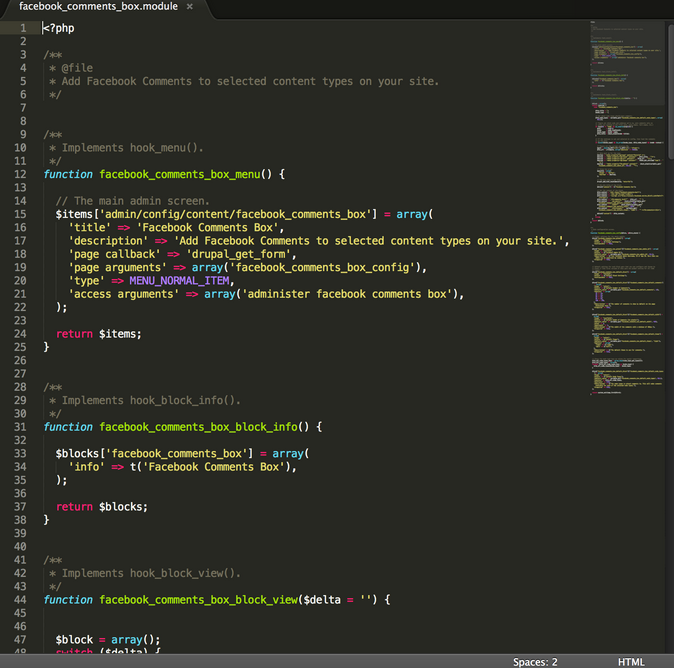 facebook_comments_box.module ×
1 <?php
2
3 /**
4  * @file
5  * Add Facebook Comments to selected content types on your site.
6  */
7
8
9 /**
10  * Implements hook_menu().
11  */
12 function facebook_comments_box_menu() {
13
14   // The main admin screen.
15   $items['admin/config/content/facebook_comments_box'] = array(
16     'title' => 'Facebook Comments Box',
17     'description' => 'Add Facebook Comments to selected content types on your site.',
18     'page callback' => 'drupal_get_form',
19     'page arguments' => array('facebook_comments_box_config'),
20     'type' => MENU_NORMAL_ITEM,
21     'access arguments' => array('administer facebook comments box'),
22   );
23
24   return $items;
25 }
26
27
28 /**
29  * Implements hook_block_info().
30  */
31 function facebook_comments_box_block_info() {
32
33   $blocks['facebook_comments_box'] = array(
34     'info' => t('Facebook Comments Box'),
35   );
36
37   return $blocks;
38 }
39
40
41 /**
42  * Implements hook_block_view().
43  */
44 function facebook_comments_box_block_view($delta = '') {
45
46
47   $block = array();
48   switch ($delta) {
Spaces: 2 HTML